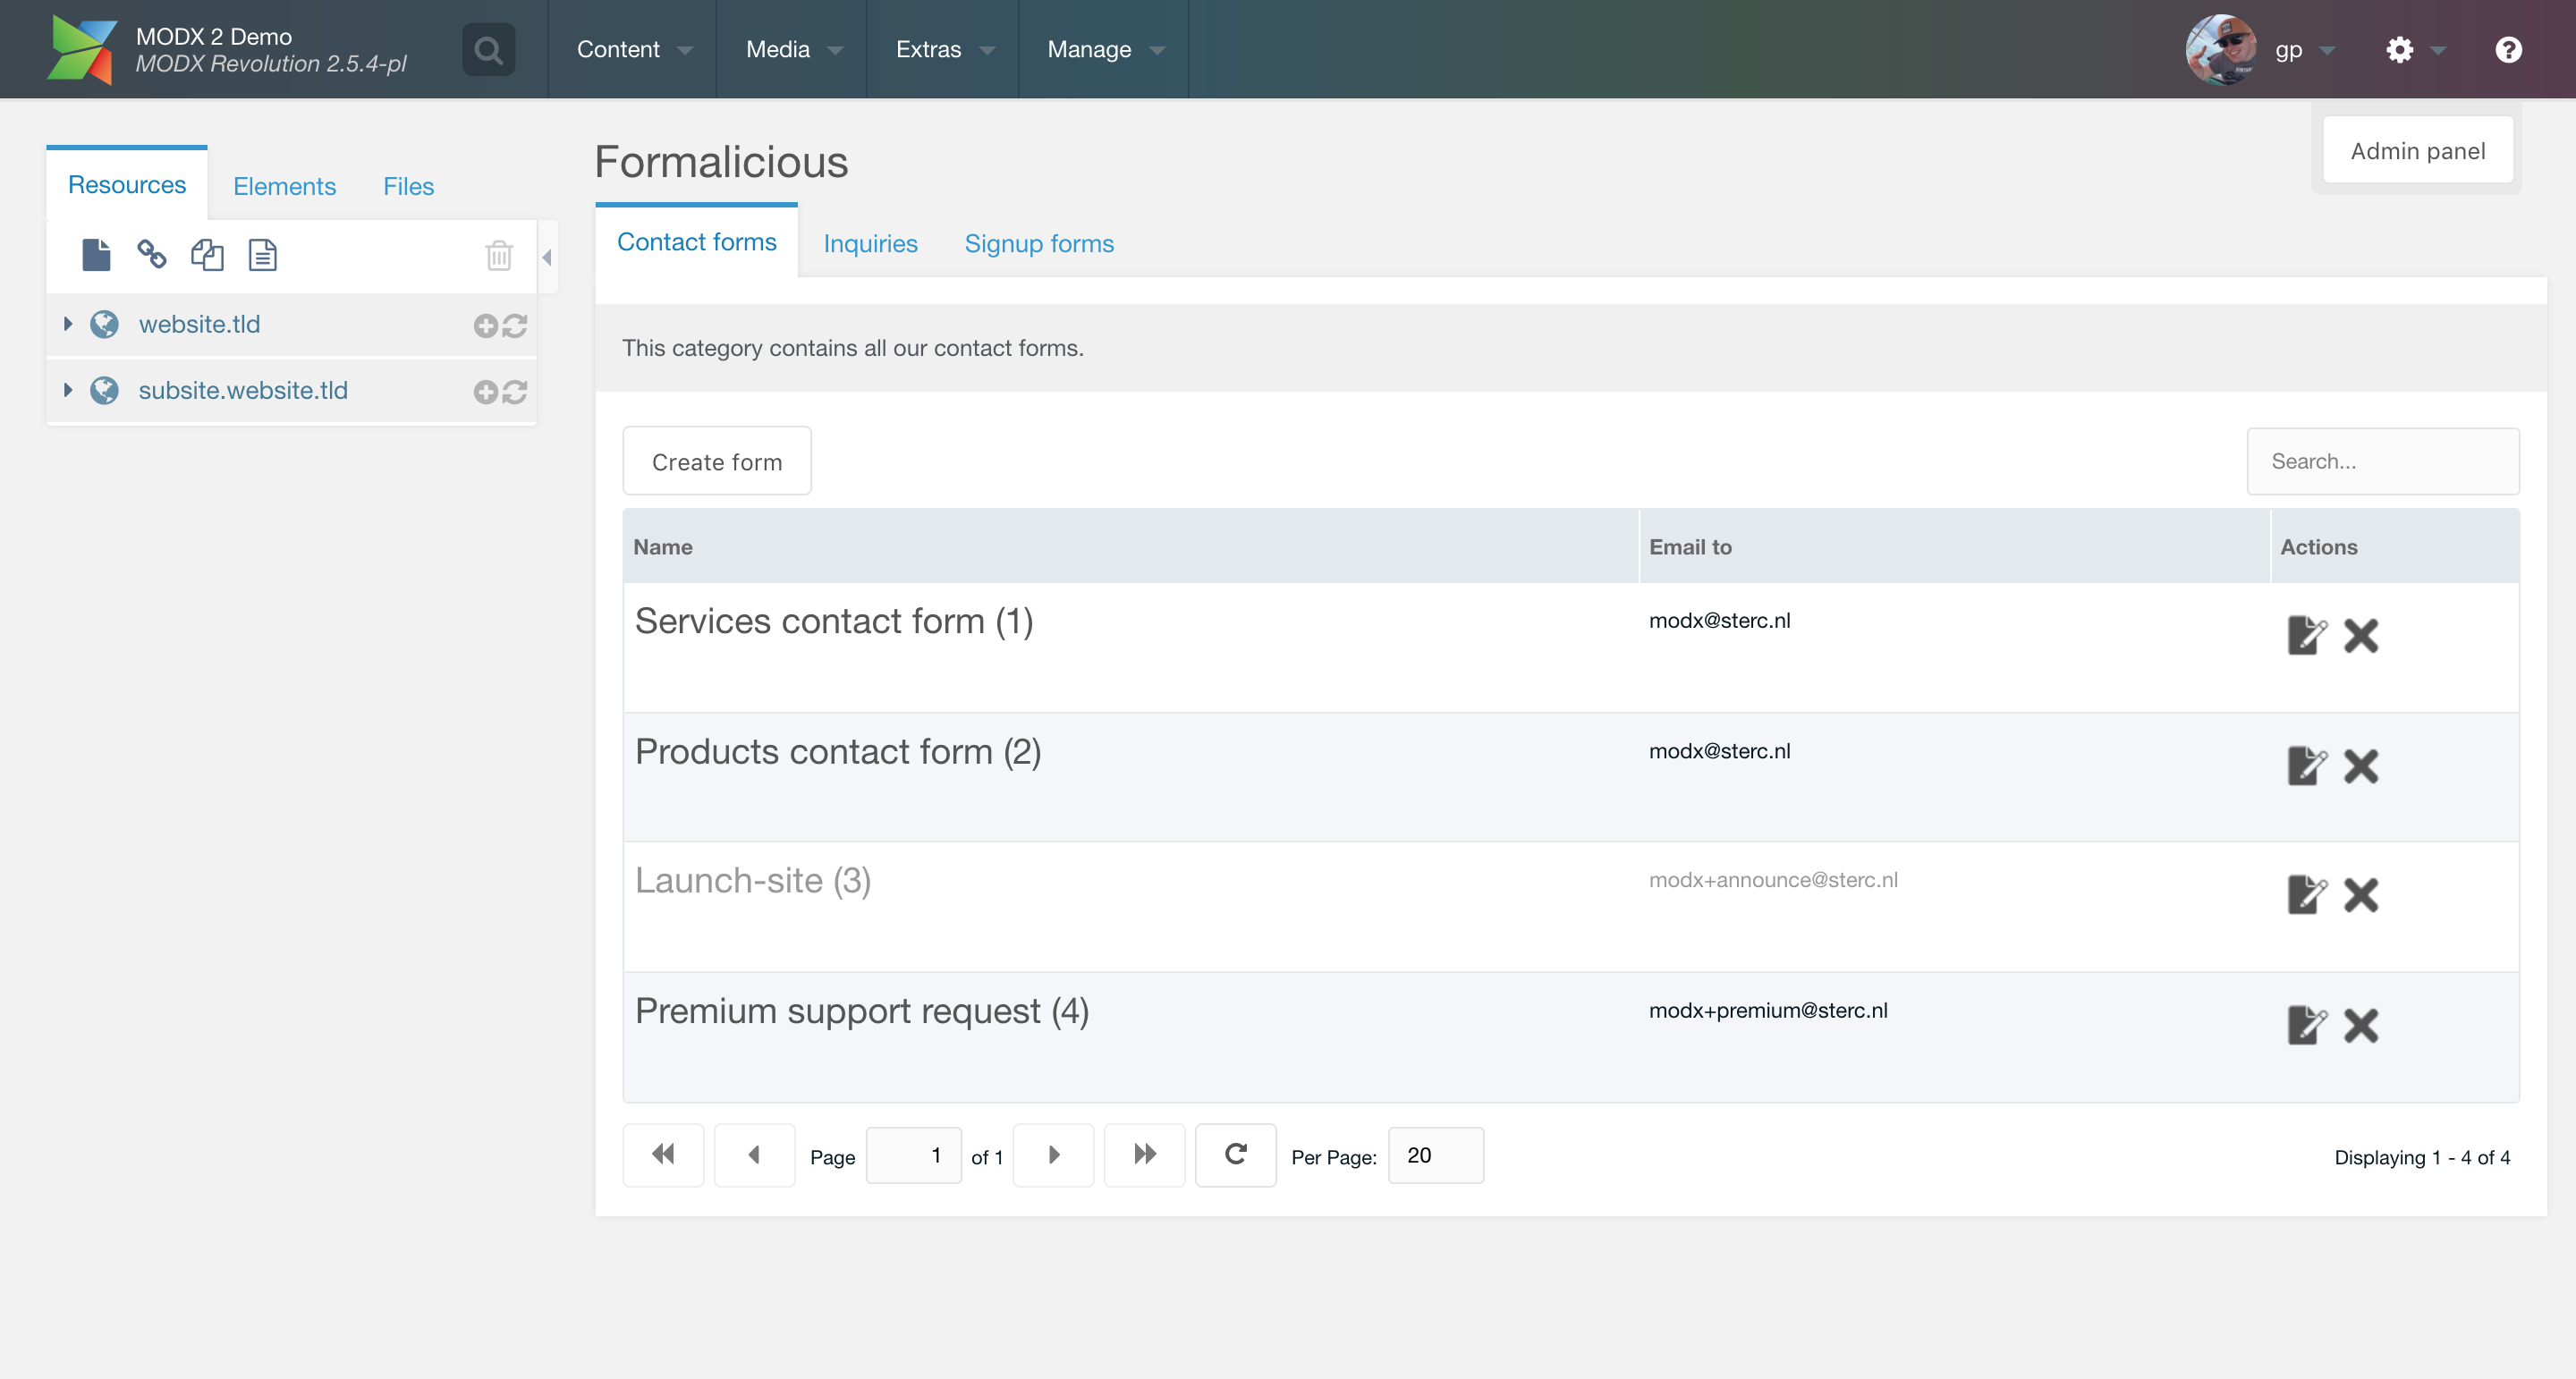 MODX 2 Demo
MODX Revolution 2.5.4-pl
Content
Media
Extras
Manage
gp
Resources
Elements
Files
website.tld
subsite.website.tld
Formalicious
Admin panel
Contact forms
Inquiries
Signup forms
This category contains all our contact forms.
Create form
Search...
Name
Email to
Actions
Services contact form (1)
modx@sterc.nl
Products contact form (2)
modx@sterc.nl
Launch-site (3)
modx+announce@sterc.nl
Premium support request (4)
modx+premium@sterc.nl
Page 1 of 1
Per Page: 20
Displaying 1 - 4 of 4